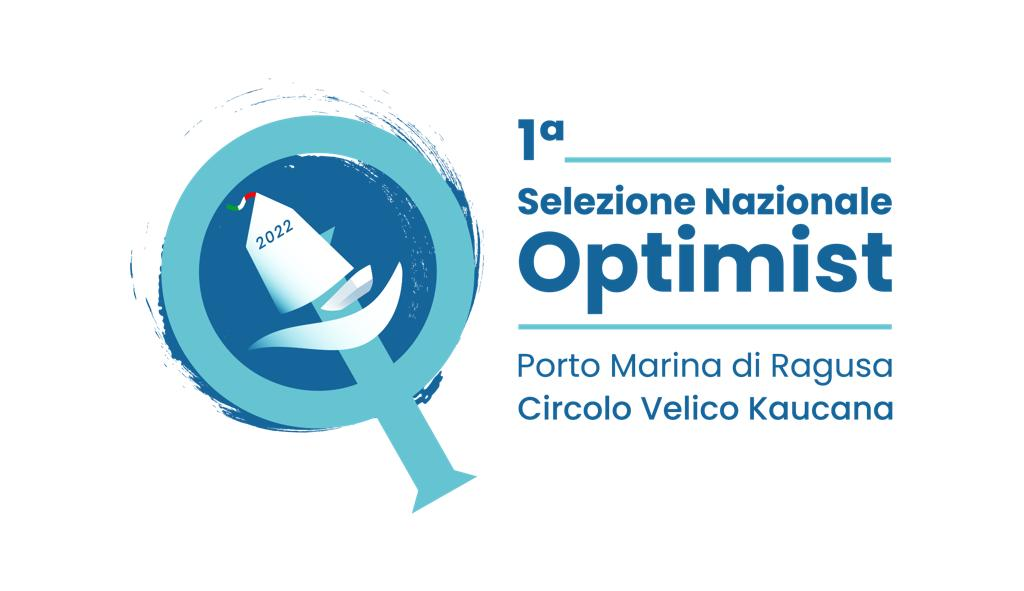 2022
1ª
Selezione Nazionale
Optimist
Porto Marina di Ragusa
Circolo Velico Kaucana